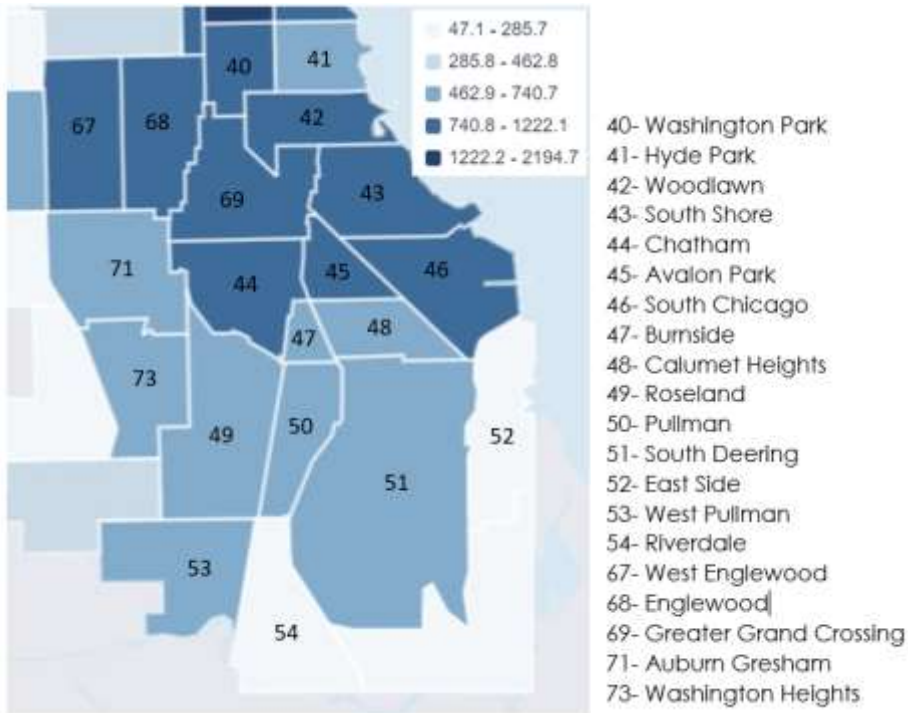 47.1 - 285.7
285.8 - 462.8
462.9 - 740.7
740.8 - 1222.1
1222.2 - 2194.7
40
41
67
68
42
69
43
71
44
45
46
47
48
73
49
50
52
51
53
54
40- Washington Park
41- Hyde Park
42- Woodlawn
43- South Shore
44- Chatham
45- Avalon Park
46- South Chicago
47- Burnside
48- Calumet Heights
49- Roseland
50- Pullman
51- South Deering
52- East Side
53- West Pullman
54- Riverdale
67- West Englewood
68- Englewood
69- Greater Grand Crossing
71- Auburn Gresham
73- Washington Heights